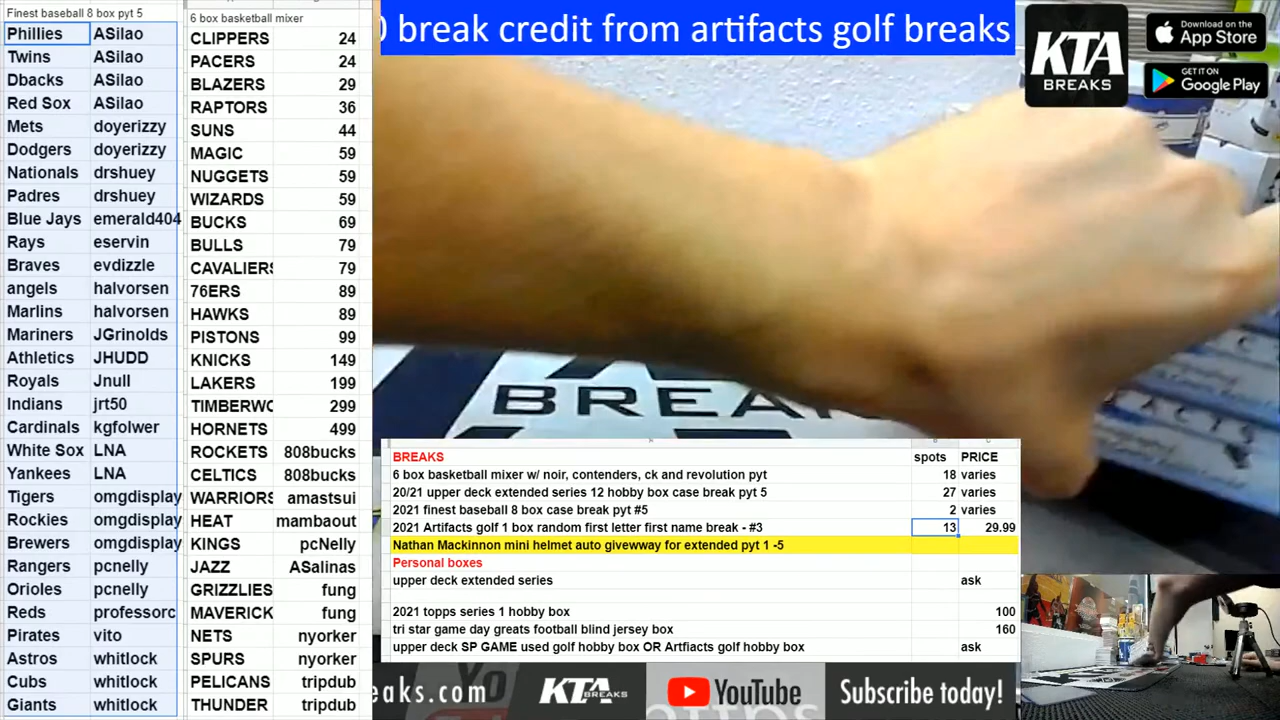 Finest baseball 8 box pyt 5
Phillies ASilao
Twins ASilao
Dbacks ASilao
Red Sox ASilao
Mets doyerizzy
Dodgers doyerizzy
Nationals drshuey
Padres drshuey
Blue Jays emerald404
Rays eservin
Braves evdizzle
angels halvorsen
Marlins halvorsen
Mariners JGrinolds
Athletics JHUDD
Royals Jnull
Indians jrt50
Cardinals kgfolwer
White Sox LNA
Yankees LNA
Tigers omgdisplay
Rockies omgdisplay
Brewers omgdisplay
Rangers pcnelly
Orioles pcnelly
Reds professorc
Pirates vito
Astros whitlock
Cubs whitlock
Giants whitlock
6 box basketball mixer
CLIPPERS 24
PACERS 24
BLAZERS 29
RAPTORS 36
SUNS 44
MAGIC 59
NUGGETS 59
WIZARDS 59
BUCKS 69
BULLS 79
CAVALIERS 79
76ERS 89
HAWKS 89
PISTONS 99
KNICKS 149
LAKERS 199
TIMBERWO 299
HORNETS 499
ROCKETS 808bucks
CELTICS 808bucks
WARRIORS amastsui
HEAT mambaout
KINGS pcNelly
JAZZ ASalinas
GRIZZLIES fung
MAVERICK fung
NETS nyorker
SPURS nyorker
PELICANS tripdub
THUNDER tripdub
0 break credit from artifacts golf breaks
KTA
BREAKS
Download on the
App Store
GET IT ON
Google Play
BREAK
BREAKS spots PRICE
6 box basketball mixer w/ noir, contenders, ck and revolution pyt 18 varies
20/21 upper deck extended series 12 hobby box case break pyt 5 27 varies
2021 finest baseball 8 box case break pyt #5 2 varies
2021 Artifacts golf 1 box random first letter first name break - #3 13 29.99
Nathan Mackinnon mini helmet auto givewway for extended pyt 1 -5
Personal boxes
upper deck extended series ask
2021 topps series 1 hobby box 100
tri star game day greats football blind jersey box 160
upper deck SP GAME used golf hobby box OR Artfiacts golf hobby box ask
breaks.com
KTA BREAKS
YouTube
Subscribe today!